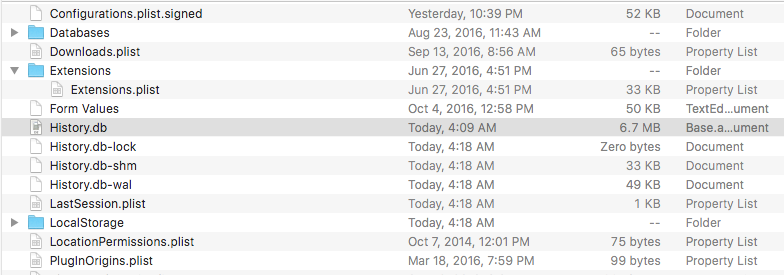 Configurations.plist.signed Yesterday, 10:39 PM 52 KB Document
Databases Aug 23, 2016, 11:43 AM -- Folder
Downloads.plist Sep 13, 2016, 8:56 AM 65 bytes Property List
Extensions Jun 27, 2016, 4:51 PM -- Folder
Extensions.plist Jun 27, 2016, 4:51 PM 33 KB Property List
Form Values Oct 4, 2016, 12:58 PM 50 KB TextEd...ument
History.db Today, 4:09 AM 6.7 MB Base.a...ument
History.db-lock Today, 4:18 AM Zero bytes Document
History.db-shm Today, 4:18 AM 33 KB Document
History.db-wal Today, 4:18 AM 49 KB Document
LastSession.plist Today, 4:18 AM 1 KB Property List
LocalStorage Today, 4:18 AM -- Folder
LocationPermissions.plist Oct 7, 2014, 12:01 PM 75 bytes Property List
PlugInOrigins.plist Mar 18, 2016, 7:59 PM 99 bytes Property List